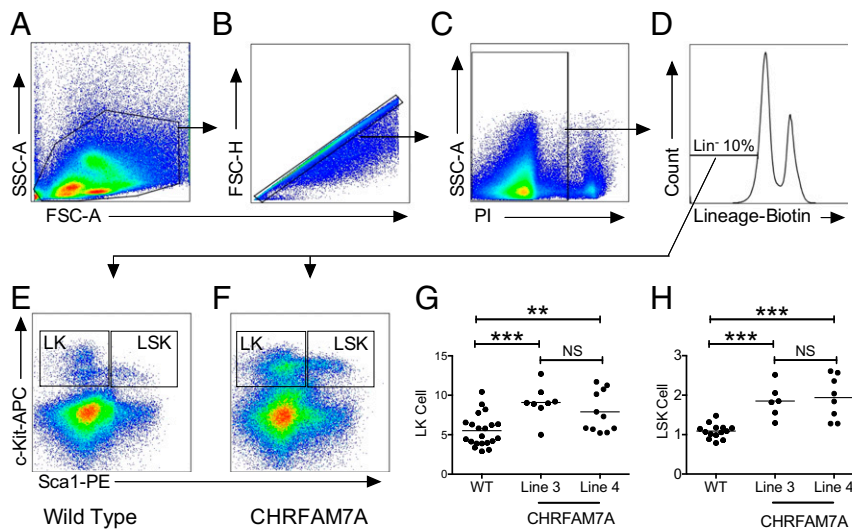 A
B
C
D
SSC-A
FSC-A
FSC-H
SSC-A
PI
Count
Lin⁻ 10%
Lineage-Biotin
E
F
G
H
c-Kit-APC
LK
LSK
LK
LSK
Sca1-PE
Wild Type
CHRFAM7A
**
***
NS
LK Cell
15
10
5
0
WT
Line 3
Line 4
CHRFAM7A
***
***
NS
LSK Cell
3
2
1
0
WT
Line 3
Line 4
CHRFAM7A